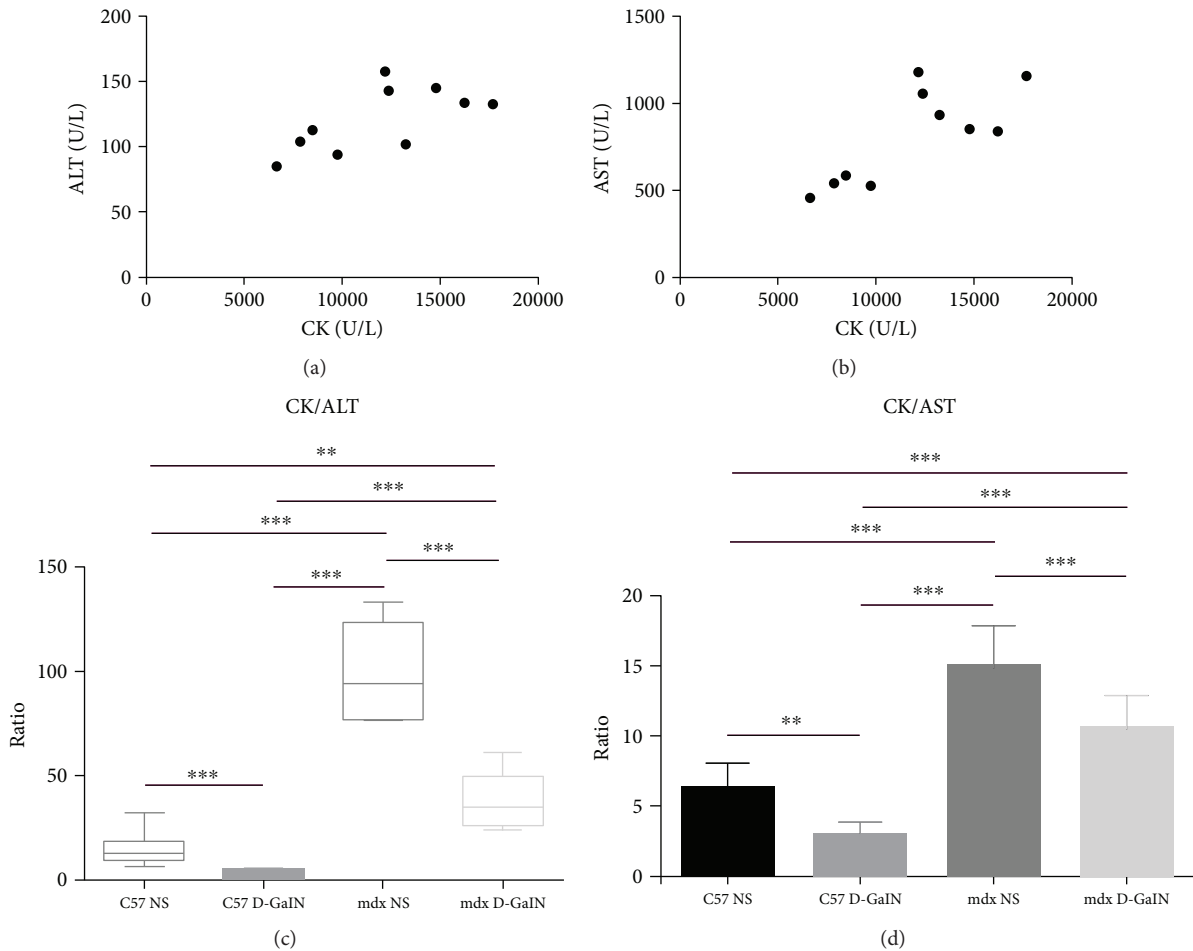 200
150
100
50
0
ALT (U/L)
0
5000
10000
15000
20000
CK (U/L)
(a)
1500
1000
500
0
AST (U/L)
0
5000
10000
15000
20000
CK (U/L)
(b)
CK/ALT
**
***
***
***
***
***
150
100
50
0
Ratio
C57 NS
C57 D-GaIN
mdx NS
mdx D-GaIN
(c)
CK/AST
***
***
***
***
***
**
20
15
10
5
0
Ratio
C57 NS
C57 D-GaIN
mdx NS
mdx D-GaIN
(d)